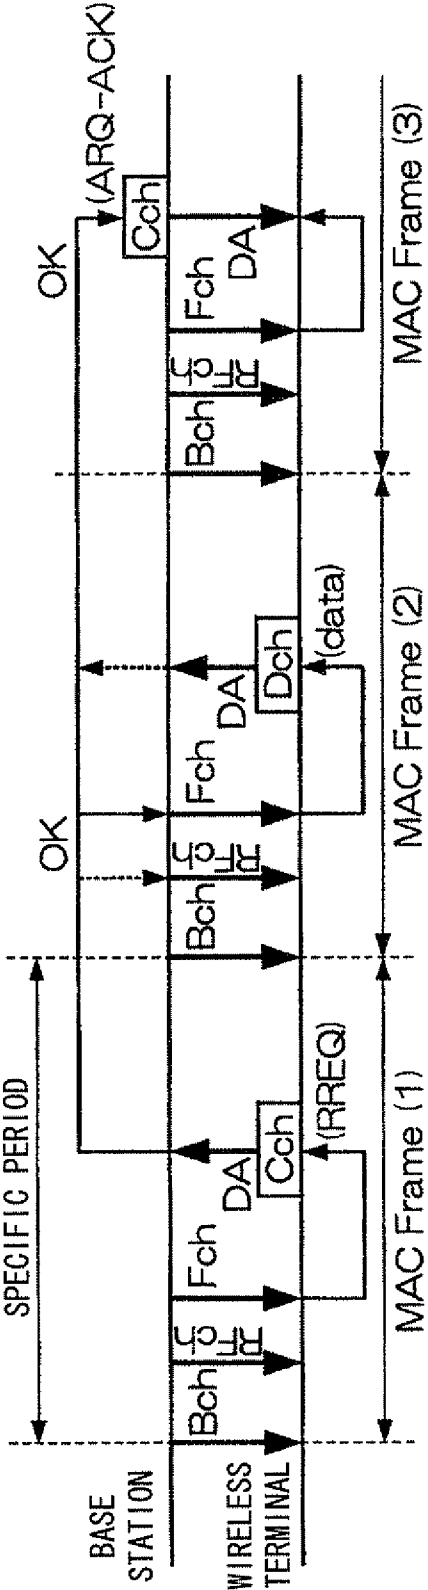 SPECIFIC PERIOD
OK
OK
(ARQ-ACK)
BASE
STATION
Bch
RFch
Fch
DA
Cch
(RREQ)
Bch
RFch
Fch
DA
Dch
(data)
Bch
RFch
Fch
DA
Cch
WIRELESS
TERMINAL
MAC Frame (1)
MAC Frame (2)
MAC Frame (3)